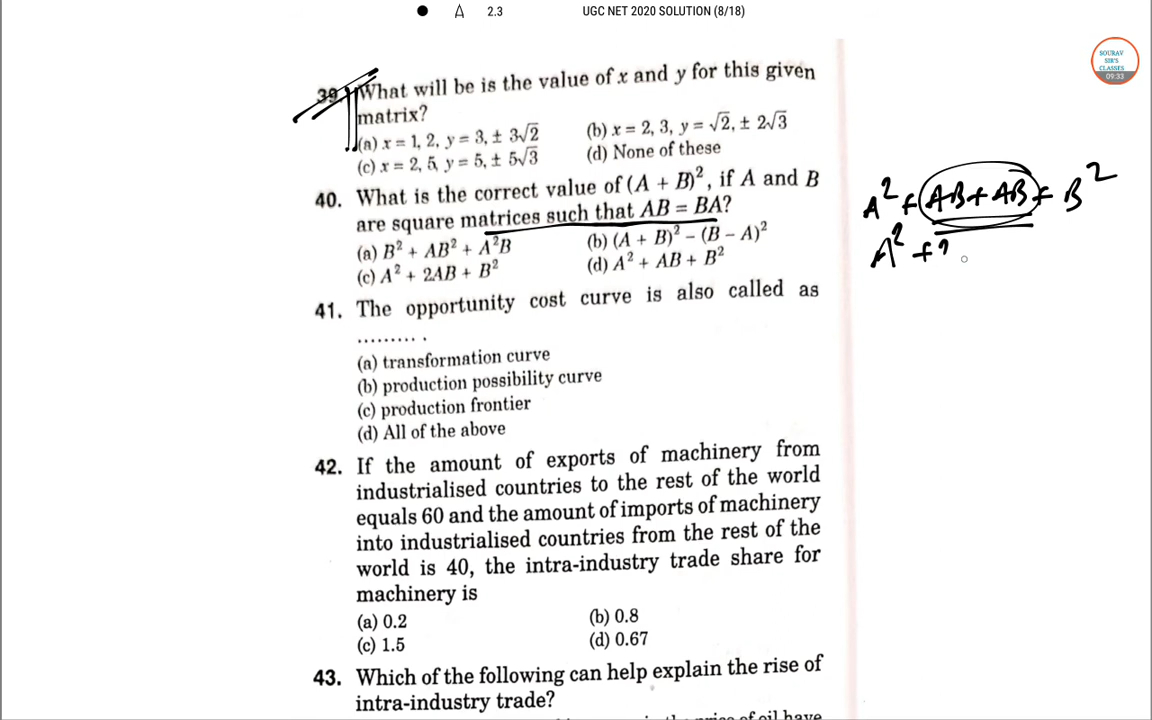 2.3 UGC NET 2020 SOLUTION (8/18)
SOURAV
SIR'S
CLASSES
09:33
39. What will be is the value of x and y for this given
matrix?
(a) x = 1, 2, y = 3, ± 3√2 (b) x = 2, 3, y = √2, ± 2√3
(c) x = 2, 5, y = 5, ± 5√3 (d) None of these
40. What is the correct value of (A + B)², if A and B
are square matrices such that AB = BA?
(a) B² + AB² + A²B (b) (A + B)² − (B − A)²
(c) A² + 2AB + B² (d) A² + AB + B²
A² + AB + AB + B²
A² +
41. The opportunity cost curve is also called as
......... .
(a) transformation curve
(b) production possibility curve
(c) production frontier
(d) All of the above
42. If the amount of exports of machinery from
industrialised countries to the rest of the world
equals 60 and the amount of imports of machinery
into industrialised countries from the rest of the
world is 40, the intra-industry trade share for
machinery is
(a) 0.2 (b) 0.8
(c) 1.5 (d) 0.67
43. Which of the following can help explain the rise of
intra-industry trade?
of oil have